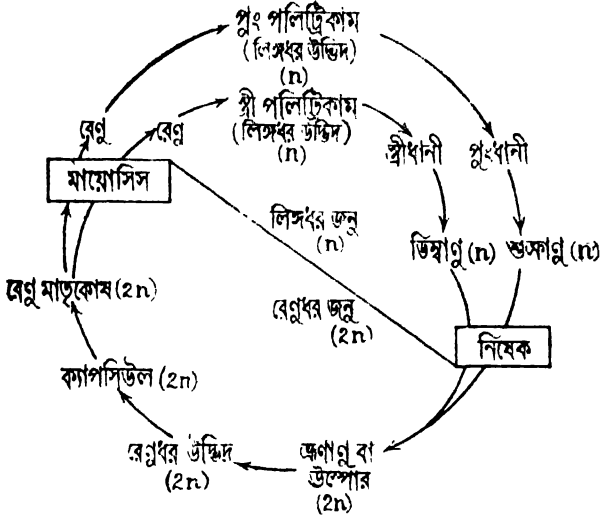 পুং পলিট্রিকাম
(লিঙ্গধর উদ্ভিদ)
(n)
স্ত্রী পলিট্রিকাম
(লিঙ্গধর উদ্ভিদ)
(n)
রেণু
রেণু
স্ত্রীধানী
পুংধানী
মায়োসিস
লিঙ্গধর জনু
(n)
ডিম্বাণু (n)
শুক্রাণু (n)
রেণু মাতৃকোষ (2n)
রেণুধর জনু
(2n)
নিষেক
ক্যাপসিউল (2n)
রেণুধর উদ্ভিদ
(2n)
ভ্রূণাণু বা
উস্পোর
(2n)